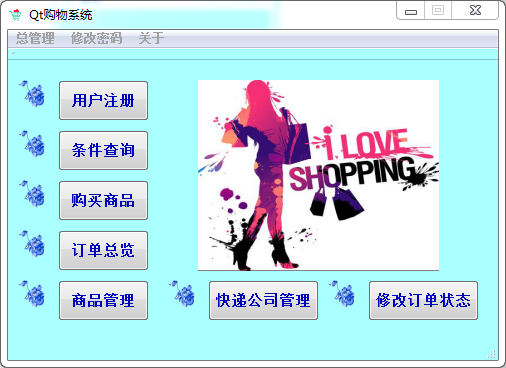 Qt购物系统
总管理 修改密码 关于
用户注册
条件查询
购买商品
订单总览
商品管理
快递公司管理
修改订单状态
i LOVE
SHOPPING